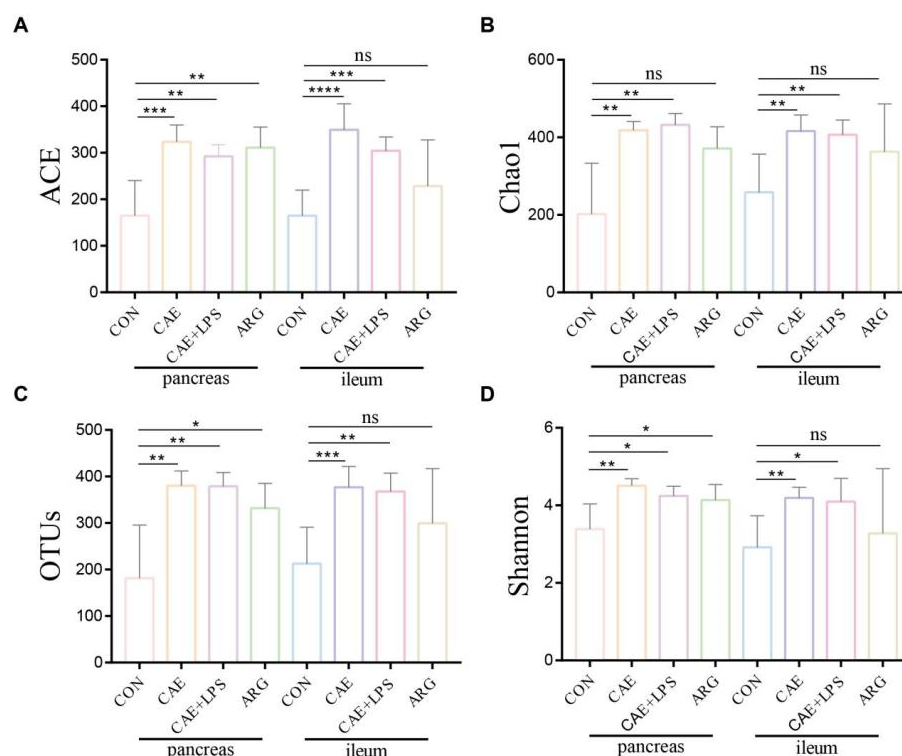 A
ACE
500
400
300
200
100
0
**
**
***
ns
***
****
CON
CAE
CAE+LPS
ARG
CON
CAE
CAE+LPS
ARG
pancreas
ileum
B
Chao1
600
400
200
0
ns
**
**
ns
**
**
CON
CAE
CAE+LPS
ARG
CON
CAE
CAE+LPS
ARG
pancreas
ileum
C
OTUs
500
400
300
200
100
0
*
**
**
ns
**
***
CON
CAE
CAE+LPS
ARG
CON
CAE
CAE+LPS
ARG
pancreas
ileum
D
Shannon
6
4
2
0
*
*
**
ns
*
**
CON
CAE
CAE+LPS
ARG
CON
CAE
CAE+LPS
ARG
pancreas
ileum